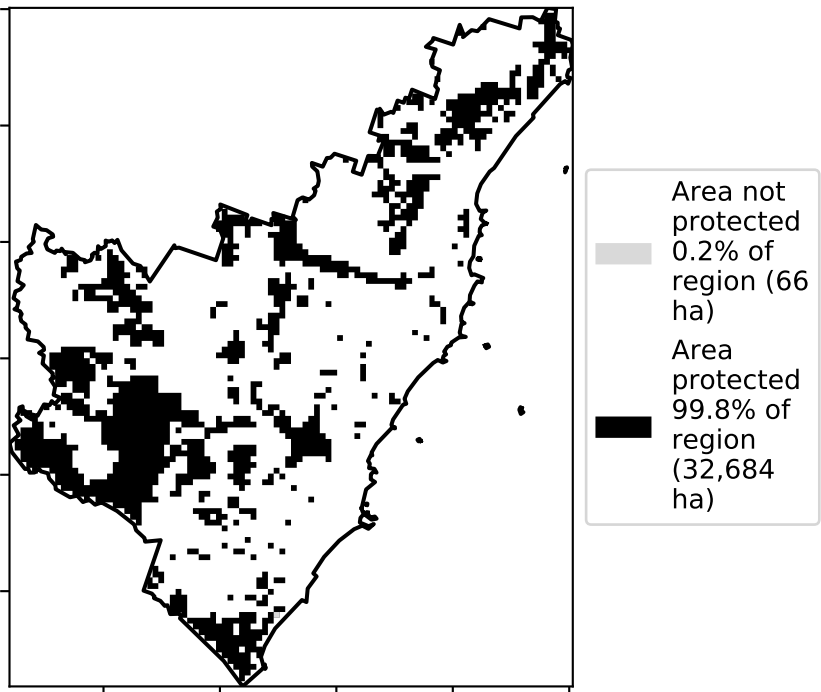 Area not
protected
0.2% of
region (66
ha)
Area
protected
99.8% of
region
(32,684
ha)